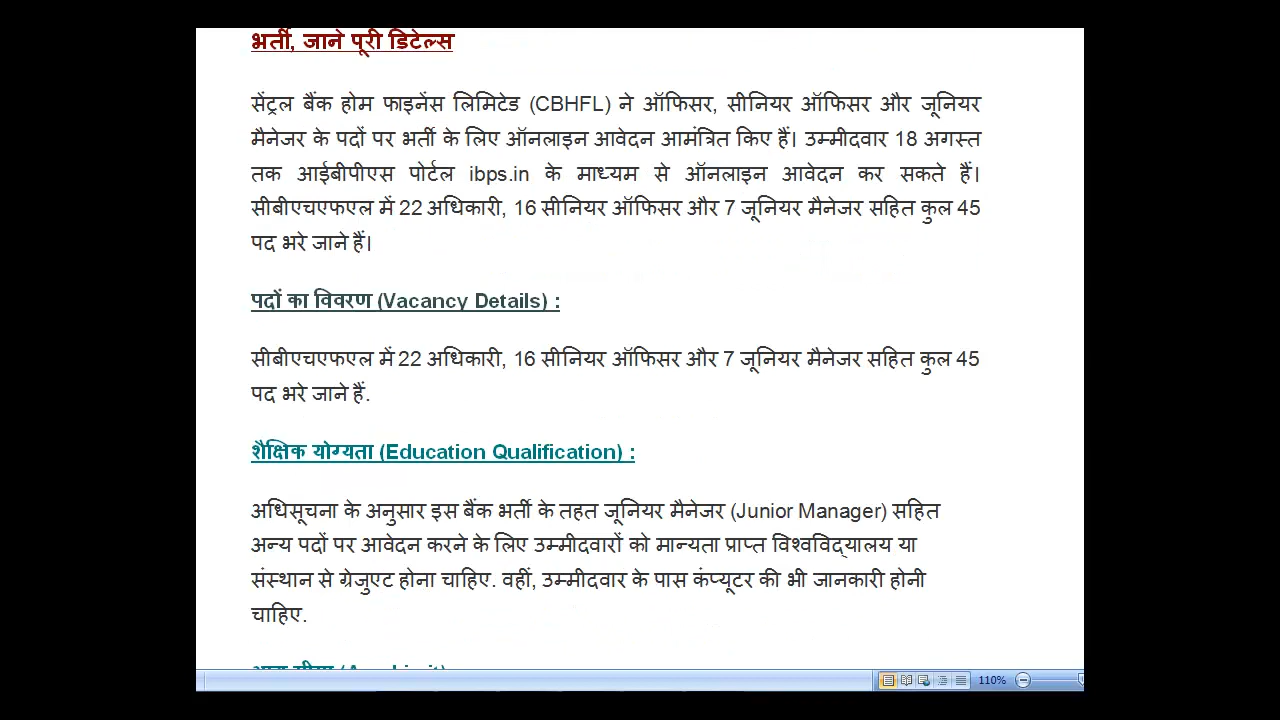 भर्ती, जाने पूरी डिटेल्स
सेंट्रल बैंक होम फाइनेंस लिमिटेड (CBHFL) ने ऑफिसर, सीनियर ऑफिसर और जूनियर
मैनेजर के पदों पर भर्ती के लिए ऑनलाइन आवेदन आमंत्रित किए हैं। उम्मीदवार 18 अगस्त
तक आईबीपीएस पोर्टल ibps.in के माध्यम से ऑनलाइन आवेदन कर सकते हैं।
सीबीएचएफएल में 22 अधिकारी, 16 सीनियर ऑफिसर और 7 जूनियर मैनेजर सहित कुल 45
पद भरे जाने हैं।
पदों का विवरण (Vacancy Details) :
सीबीएचएफएल में 22 अधिकारी, 16 सीनियर ऑफिसर और 7 जूनियर मैनेजर सहित कुल 45
पद भरे जाने हैं.
शैक्षिक योग्यता (Education Qualification) :
अधिसूचना के अनुसार इस बैंक भर्ती के तहत जूनियर मैनेजर (Junior Manager) सहित
अन्य पदों पर आवेदन करने के लिए उम्मीदवारों को मान्यता प्राप्त विश्वविद्यालय या
संस्थान से ग्रेजुएट होना चाहिए. वहीं, उम्मीदवार के पास कंप्यूटर की भी जानकारी होनी
चाहिए.
110%